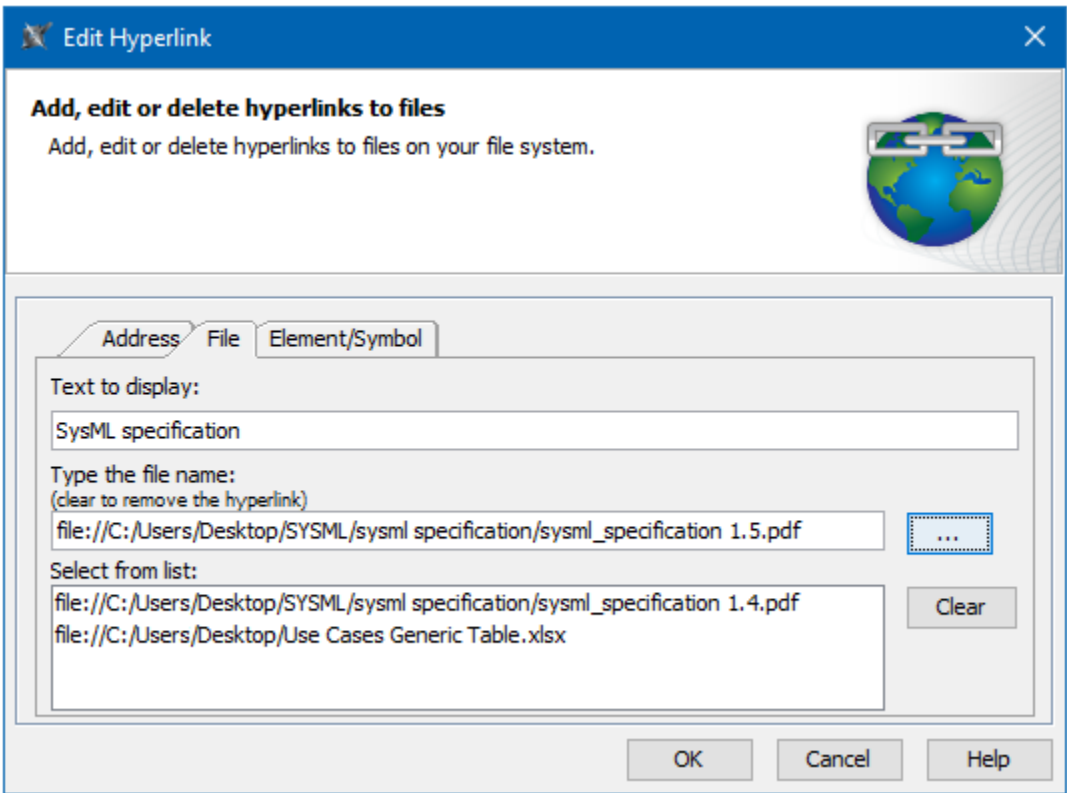 Edit Hyperlink
Add, edit or delete hyperlinks to files
Add, edit or delete hyperlinks to files on your file system.
Address File Element/Symbol
Text to display:
SysML specification
Type the file name:
(clear to remove the hyperlink)
file://C:/Users/Desktop/SYSML/sysml specification/sysml_specification 1.5.pdf ...
Select from list:
file://C:/Users/Desktop/SYSML/sysml specification/sysml_specification 1.4.pdf Clear
file://C:/Users/Desktop/Use Cases Generic Table.xlsx
OK Cancel Help